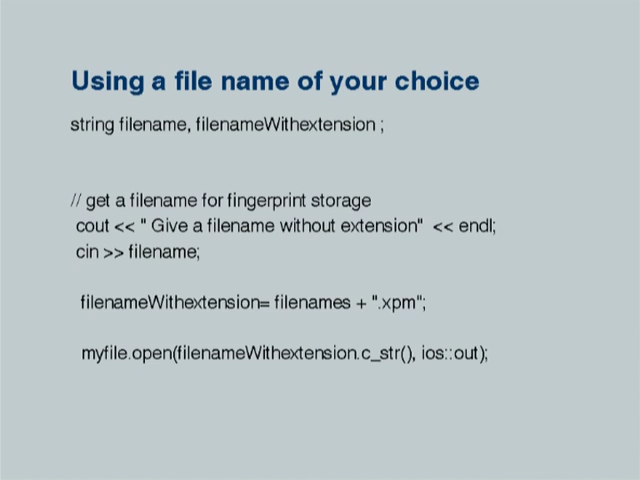 Using a file name of your choice
string filename, filenameWithextension ;
// get a filename for fingerprint storage
cout << " Give a filename without extension" << endl;
cin >> filename;
filenameWithextension= filenames + ".xpm";
myfile.open(filenameWithextension.c_str(), ios::out);